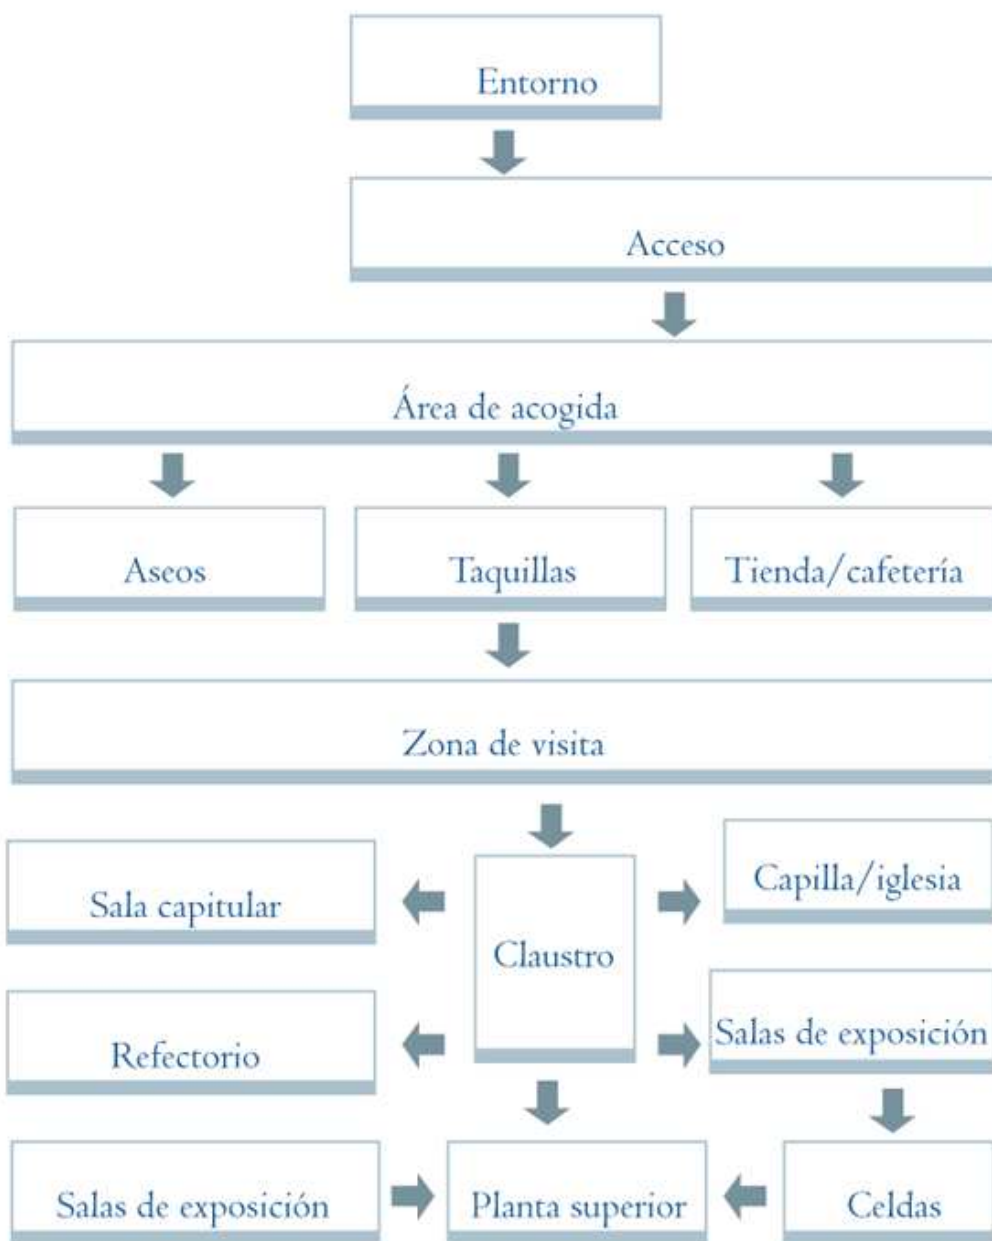 Entorno
Acceso
Área de acogida
Aseos
Taquillas
Tienda/cafetería
Zona de visita
Capilla/iglesia
Sala capitular
Claustro
Salas de exposición
Refectorio
Salas de exposición
Planta superior
Celdas